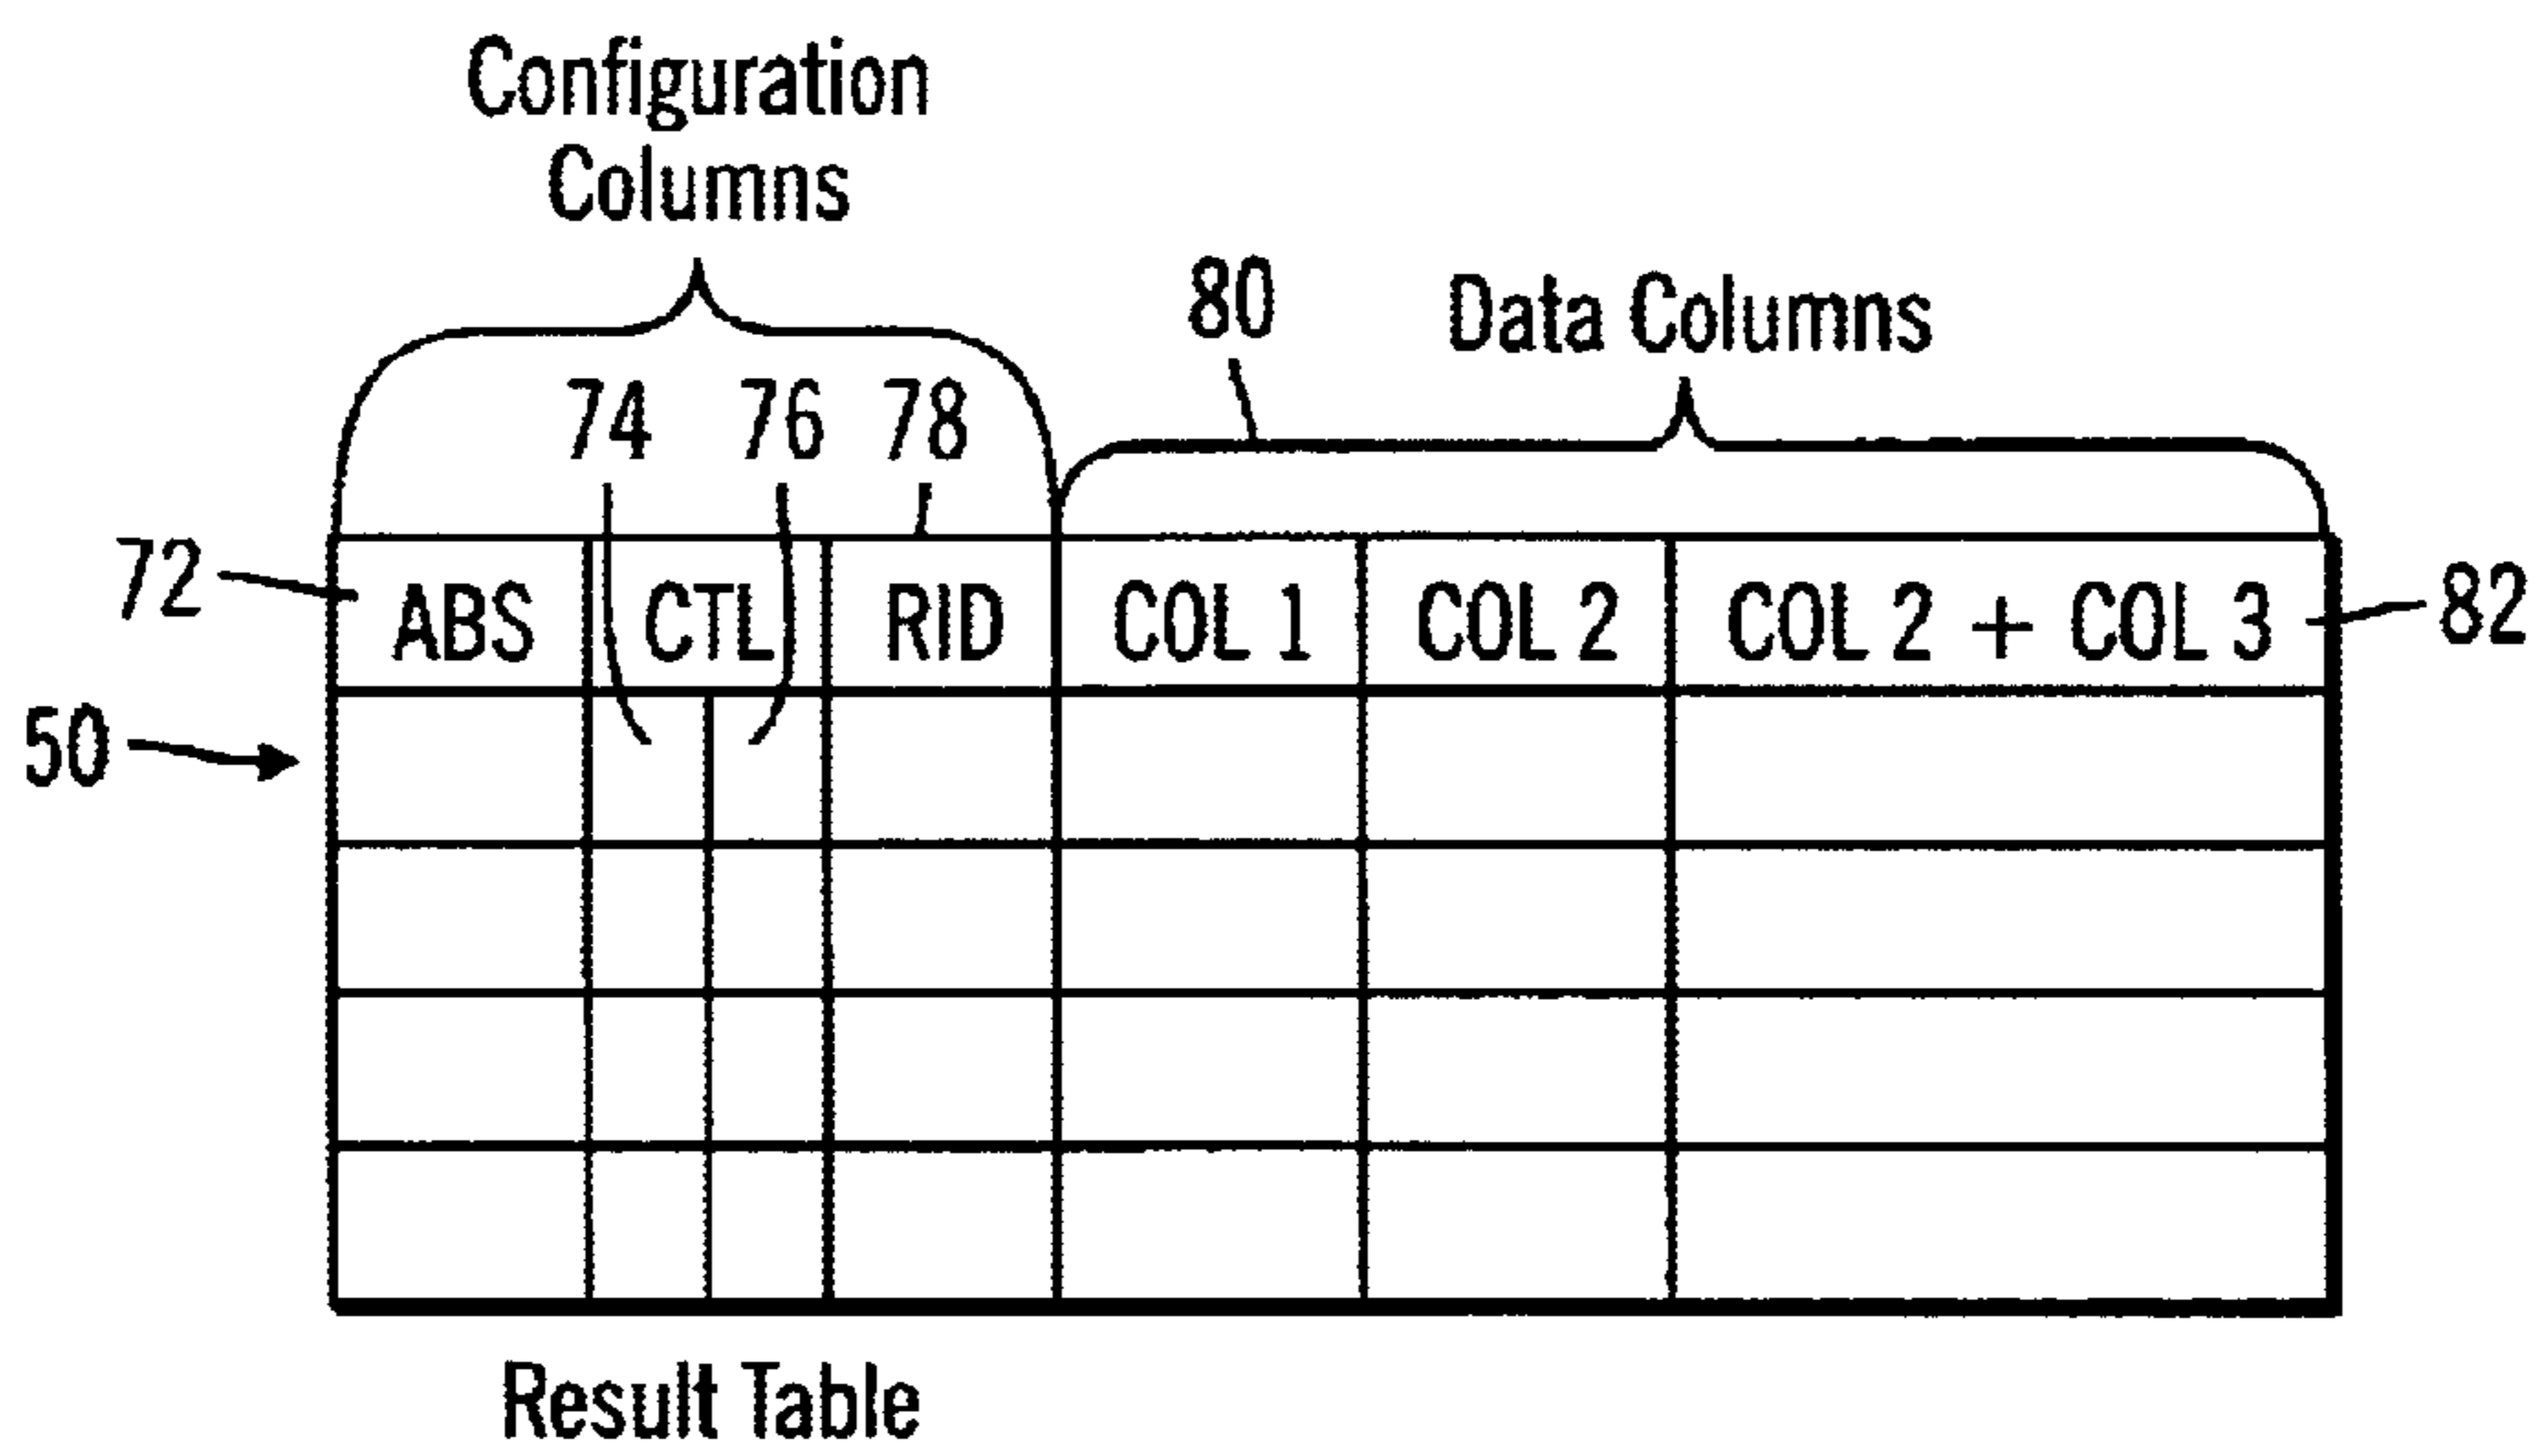 Configuration
Columns
80
Data Columns
74 76 78
72
ABS CTL RID COL 1 COL 2 COL 2 + COL 3
82
50
Result Table